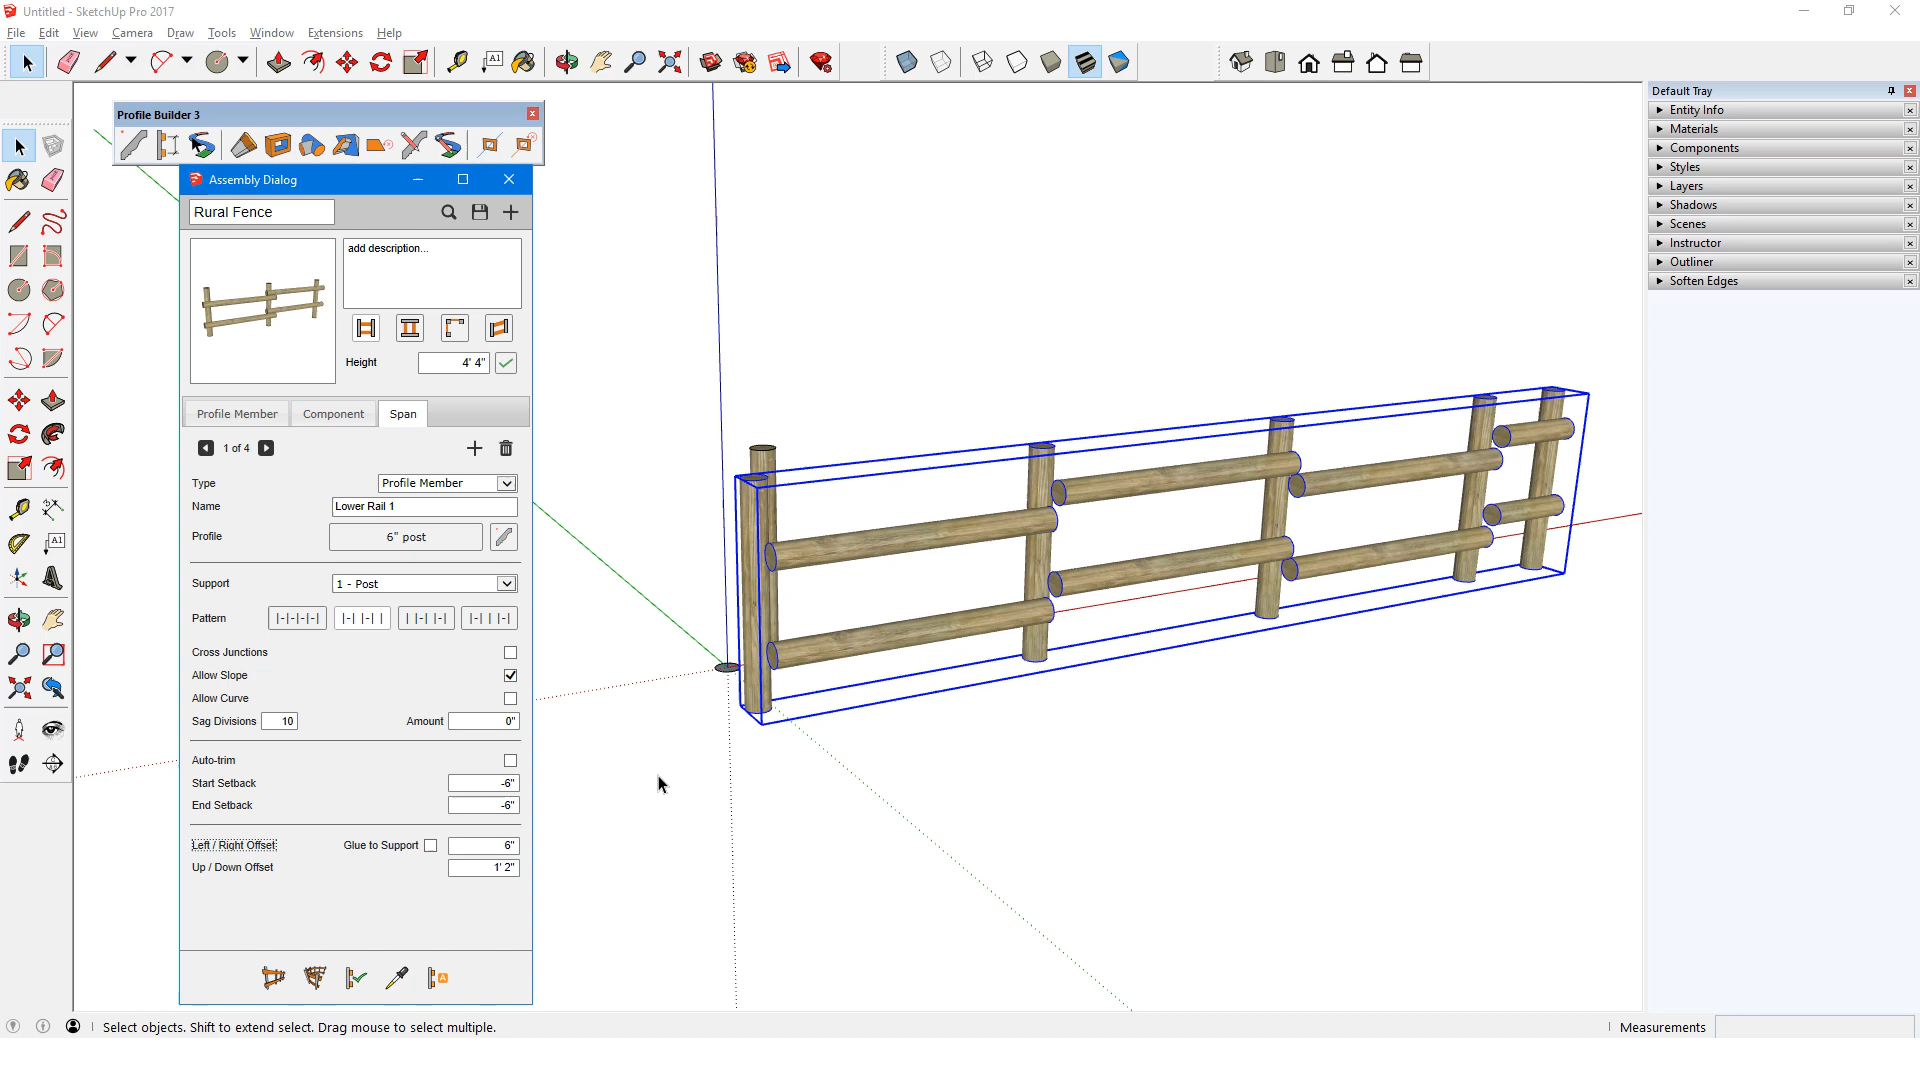 Untitled - SketchUp Pro 2017
File Edit View Camera Draw Tools Window Extensions Help
A1
Default Tray
Profile Builder 3
Entity Info
Materials
Components
Styles
Layers
Shadows
Scenes
Instructor
Outliner
Soften Edges
Assembly Dialog
Rural Fence
add description...
Height 4' 4"
Profile Member Component Span
1 of 4
Type Profile Member
Name Lower Rail 1
Profile 6" post
Support 1 - Post
Pattern |-|-|-|-| |-| |-| | | |-| |-| |-| | |-|
Cross Junctions
Allow Slope
Allow Curve
Sag Divisions 10 Amount 0"
Auto-trim
Start Setback -6"
End Setback -6"
Left / Right Offset Glue to Support 6"
Up / Down Offset 1' 2"
A1
A
Select objects. Shift to extend select. Drag mouse to select multiple.
Measurements